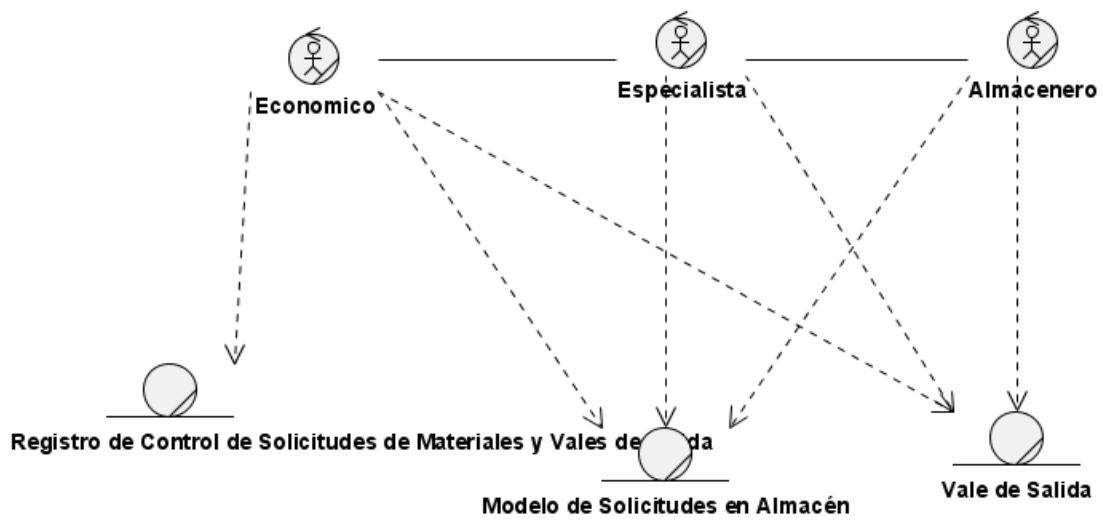 Economico
Especialista
Almacenero
Registro de Control de Solicitudes de Materiales y Vales de
Modelo de Solicitudes en Almacén
Vale de Salida